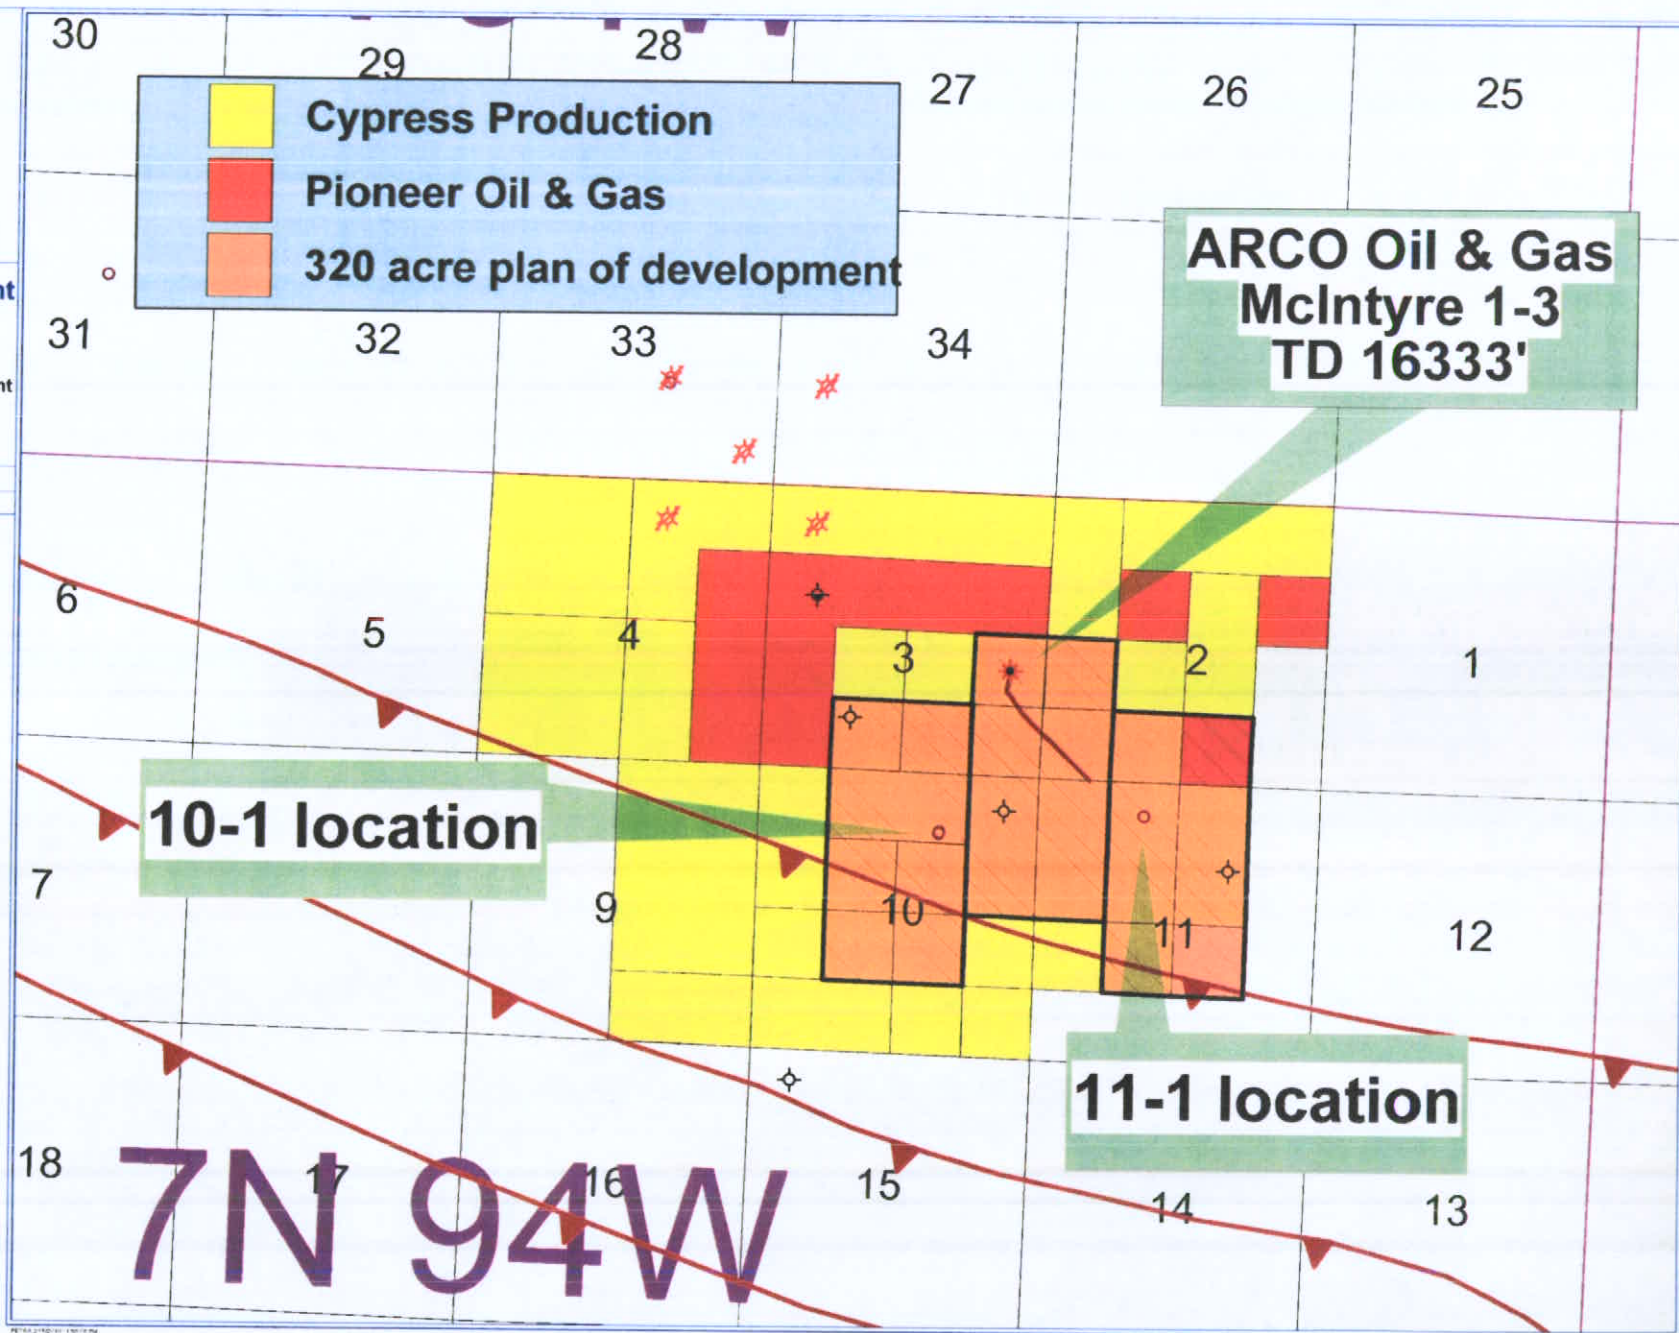 30
29
28
27
26
25
Cypress Production
Pioneer Oil & Gas
320 acre plan of development
nt
nt
ARCO Oil & Gas
McIntyre 1-3
TD 16333'
31
32
33
34
6
5
4
3
2
1
10-1 location
7
9
10
11
12
11-1 location
18
17
16
15
14
13
7N 94W